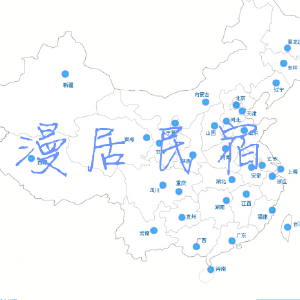 黑龙江
吉林
新疆
辽宁
内蒙古
北京
天津
河北
山西
山东
青海
甘肃
陕西
漫居民宿
西藏
河南
江苏
安徽
上海
浙江
湖北
四川
重庆
江西
湖南
贵州
福建
云南
台湾
广西
广东
海南